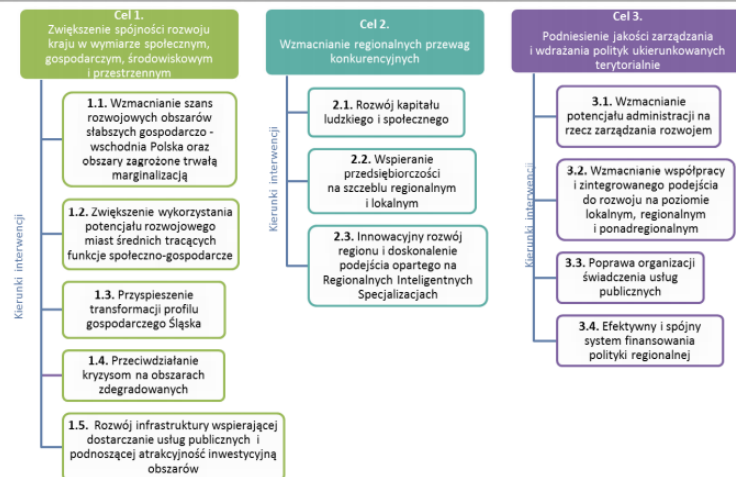 Cel 1.
Zwiększenie spójności rozwoju
kraju w wymiarze społecznym,
gospodarczym, środowiskowym
i przestrzennym
Kierunki interwencji
1.1. Wzmacnianie szans
rozwojowych obszarów
słabszych gospodarczo -
wschodnia Polska oraz
obszary zagrożone trwałą
marginalizacją
1.2. Zwiększenie wykorzystania
potencjału rozwojowego
miast średnich tracących
funkcje społeczno-gospodarcze
1.3. Przyspieszenie
transformacji profilu
gospodarczego Śląska
1.4. Przeciwdziałanie
kryzysom na obszarach
zdegradowanych
1.5. Rozwój infrastruktury wspierającej
dostarczanie usług publicznych i
podnoszącej atrakcyjność inwestycyjną
obszarów
Cel 2.
Wzmacnianie regionalnych przewag
konkurencyjnych
Kierunki interwencji
2.1. Rozwój kapitału
ludzkiego i społecznego
2.2. Wspieranie
przedsiębiorczości
na szczeblu regionalnym
i lokalnym
2.3. Innowacyjny rozwój
regionu i doskonalenie
podejścia opartego na
Regionalnych Inteligentnych
Specjalizacjach
Cel 3.
Podniesienie jakości zarządzania
i wdrażania polityk ukierunkowanych
terytorialnie
Kierunki interwencji
3.1. Wzmacnianie
potencjału administracji na
rzecz zarządzania rozwojem
3.2. Wzmacnianie współpracy
i zintegrowanego podejścia
do rozwoju na poziomie
lokalnym, regionalnym
i ponadregionalnym
3.3. Poprawa organizacji
świadczenia usług
publicznych
3.4. Efektywny i spójny
system finansowania
polityki regionalnej